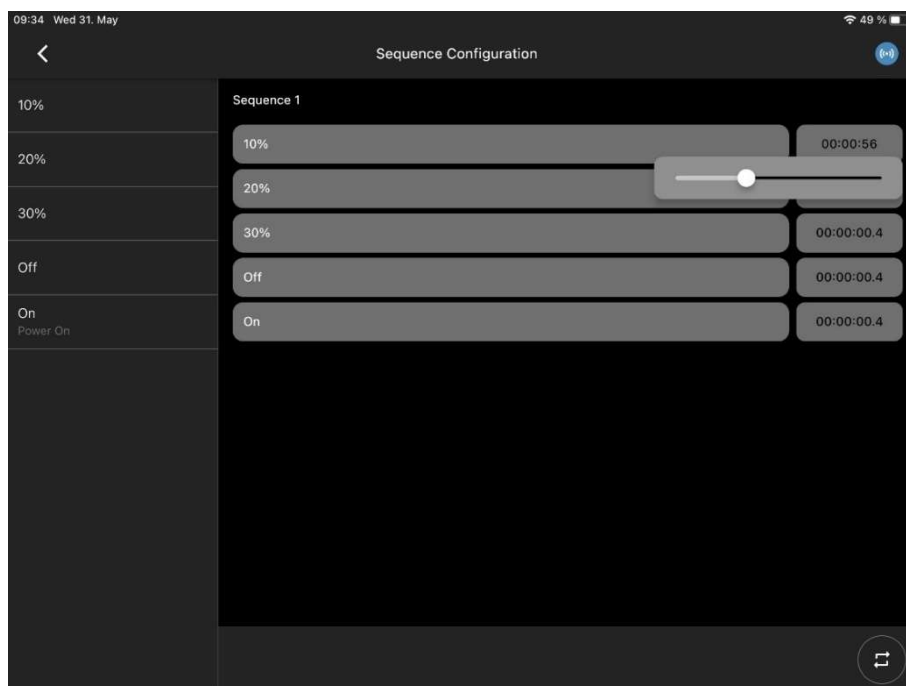 09:34 Wed 31. May 49 %
Sequence Configuration
10%
20%
30%
Off
On
Power On
Sequence 1
10% 00:00:56
20%
30% 00:00:00.4
Off 00:00:00.4
On 00:00:00.4